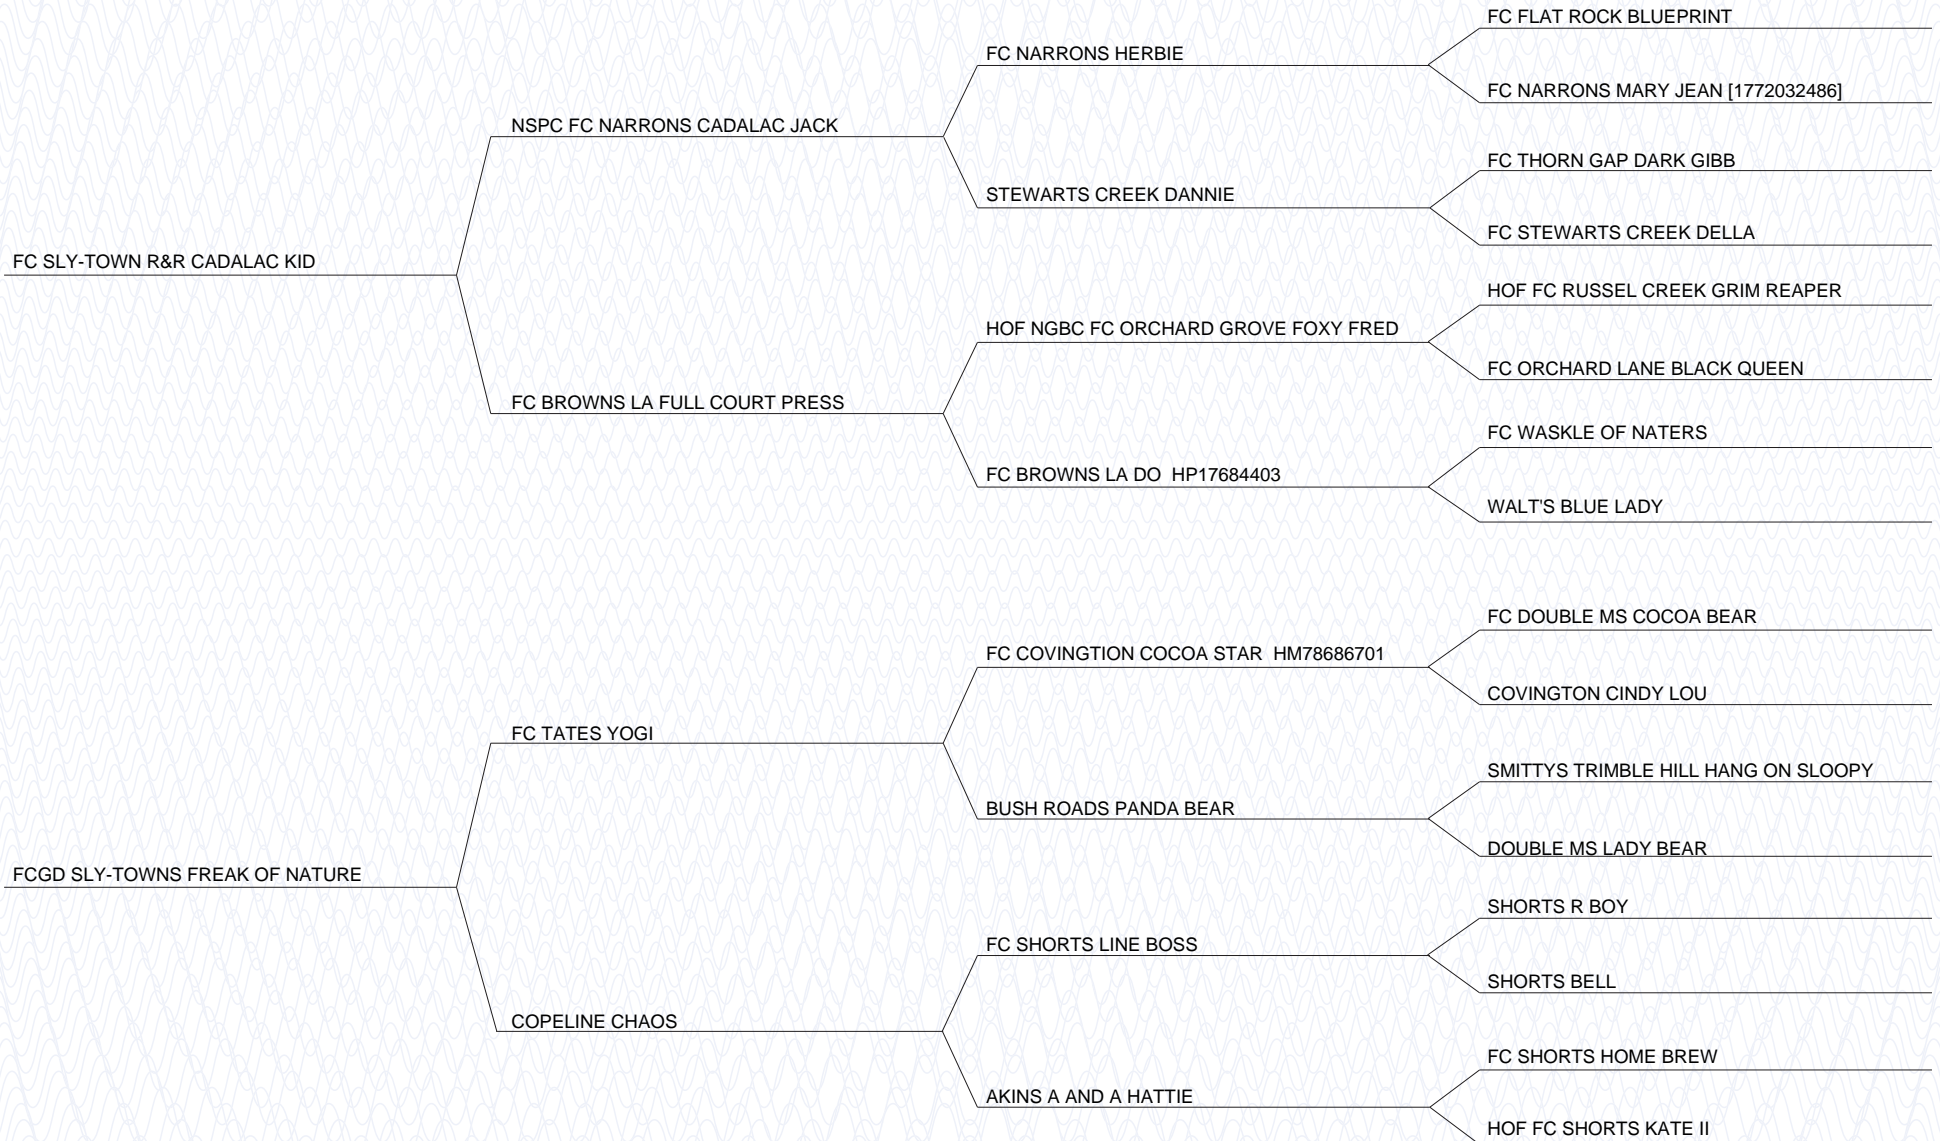 FC FLAT ROCK BLUEPRINT
FC NARRONS HERBIE
FC NARRONS MARY JEAN [1772032486]
NSPC FC NARRONS CADALAC JACK
FC THORN GAP DARK GIBB
STEWARTS CREEK DANNIE
FC STEWARTS CREEK DELLA
FC SLY-TOWN R&R CADALAC KID
HOF FC RUSSEL CREEK GRIM REAPER
HOF NGBC FC ORCHARD GROVE FOXY FRED
FC ORCHARD LANE BLACK QUEEN
FC BROWNS LA FULL COURT PRESS
FC WASKLE OF NATERS
FC BROWNS LA DO  HP17684403
WALT'S BLUE LADY
FC DOUBLE MS COCOA BEAR
FC COVINGTION COCOA STAR  HM78686701
COVINGTON CINDY LOU
FC TATES YOGI
SMITTYS TRIMBLE HILL HANG ON SLOOPY
BUSH ROADS PANDA BEAR
DOUBLE MS LADY BEAR
FCGD SLY-TOWNS FREAK OF NATURE
SHORTS R BOY
FC SHORTS LINE BOSS
SHORTS BELL
COPELINE CHAOS
FC SHORTS HOME BREW
AKINS A AND A HATTIE
HOF FC SHORTS KATE II